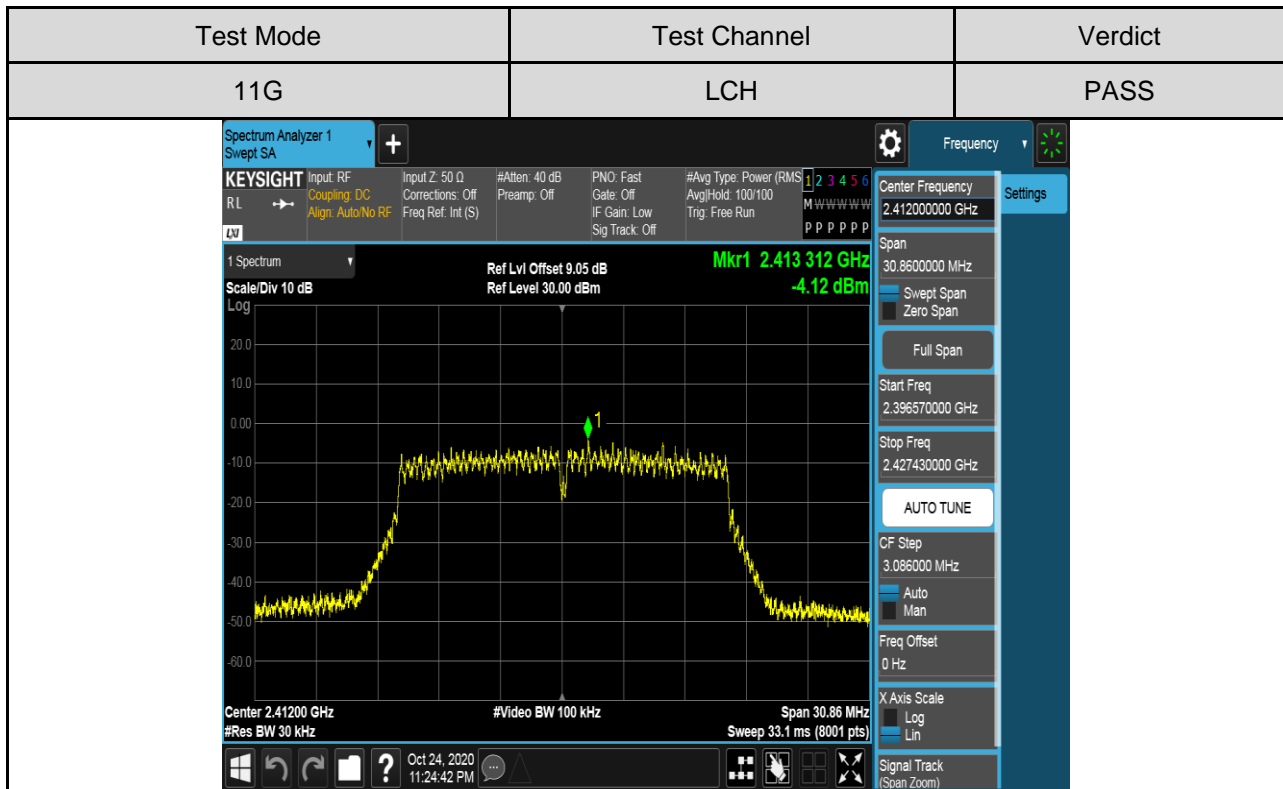 Test Mode Test Channel Verdict
11G LCH PASS
Spectrum Analyzer 1
Swept SA
+
Frequency
KEYSIGHT
RL
LXI
Input: RF
Coupling: DC
Align: Auto/No RF
Input Z: 50 Ω
Corrections: Off
Freq Ref: Int (S)
#Atten: 40 dB
Preamp: Off
PNO: Fast
Gate: Off
IF Gain: Low
Sig Track: Off
#Avg Type: Power (RMS
Avg|Hold: 100/100
Trig: Free Run
1 2 3 4 5 6
M W W W W W
P P P P P P
1 Spectrum
Scale/Div 10 dB
Ref Lvl Offset 9.05 dB
Ref Level 30.00 dBm
Mkr1 2.413 312 GHz
-4.12 dBm
Log
20.0
10.0
0.00
-10.0
-20.0
-30.0
-40.0
-50.0
-60.0
1
Center 2.41200 GHz
#Res BW 30 kHz
#Video BW 100 kHz
Span 30.86 MHz
Sweep 33.1 ms (8001 pts)
Center Frequency
2.412000000 GHz
Settings
Span
30.8600000 MHz
Swept Span
Zero Span
Full Span
Start Freq
2.396570000 GHz
Stop Freq
2.427430000 GHz
AUTO TUNE
CF Step
3.086000 MHz
Auto
Man
Freq Offset
0 Hz
X Axis Scale
Log
Lin
Signal Track
(Span Zoom)
?
Oct 24, 2020
11:24:42 PM